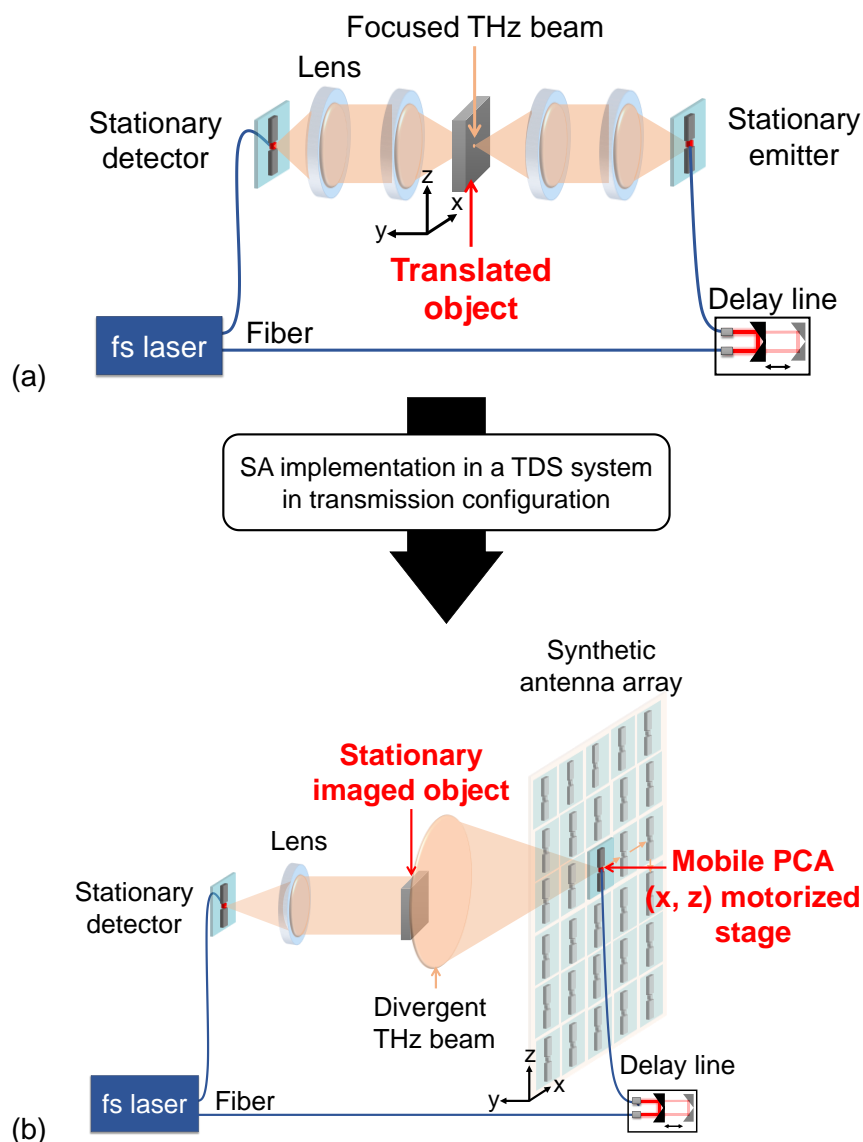 Focused THz beam
Lens
Stationary
detector
Stationary
emitter
z
x
y
Translated
object
Delay line
fs laser
Fiber
(a)
SA implementation in a TDS system
in transmission configuration
Synthetic
antenna array
Stationary
imaged object
Lens
Mobile PCA
(x, z) motorized
stage
Stationary
detector
Divergent
THz beam
z
x
y
Delay line
fs laser
Fiber
(b)